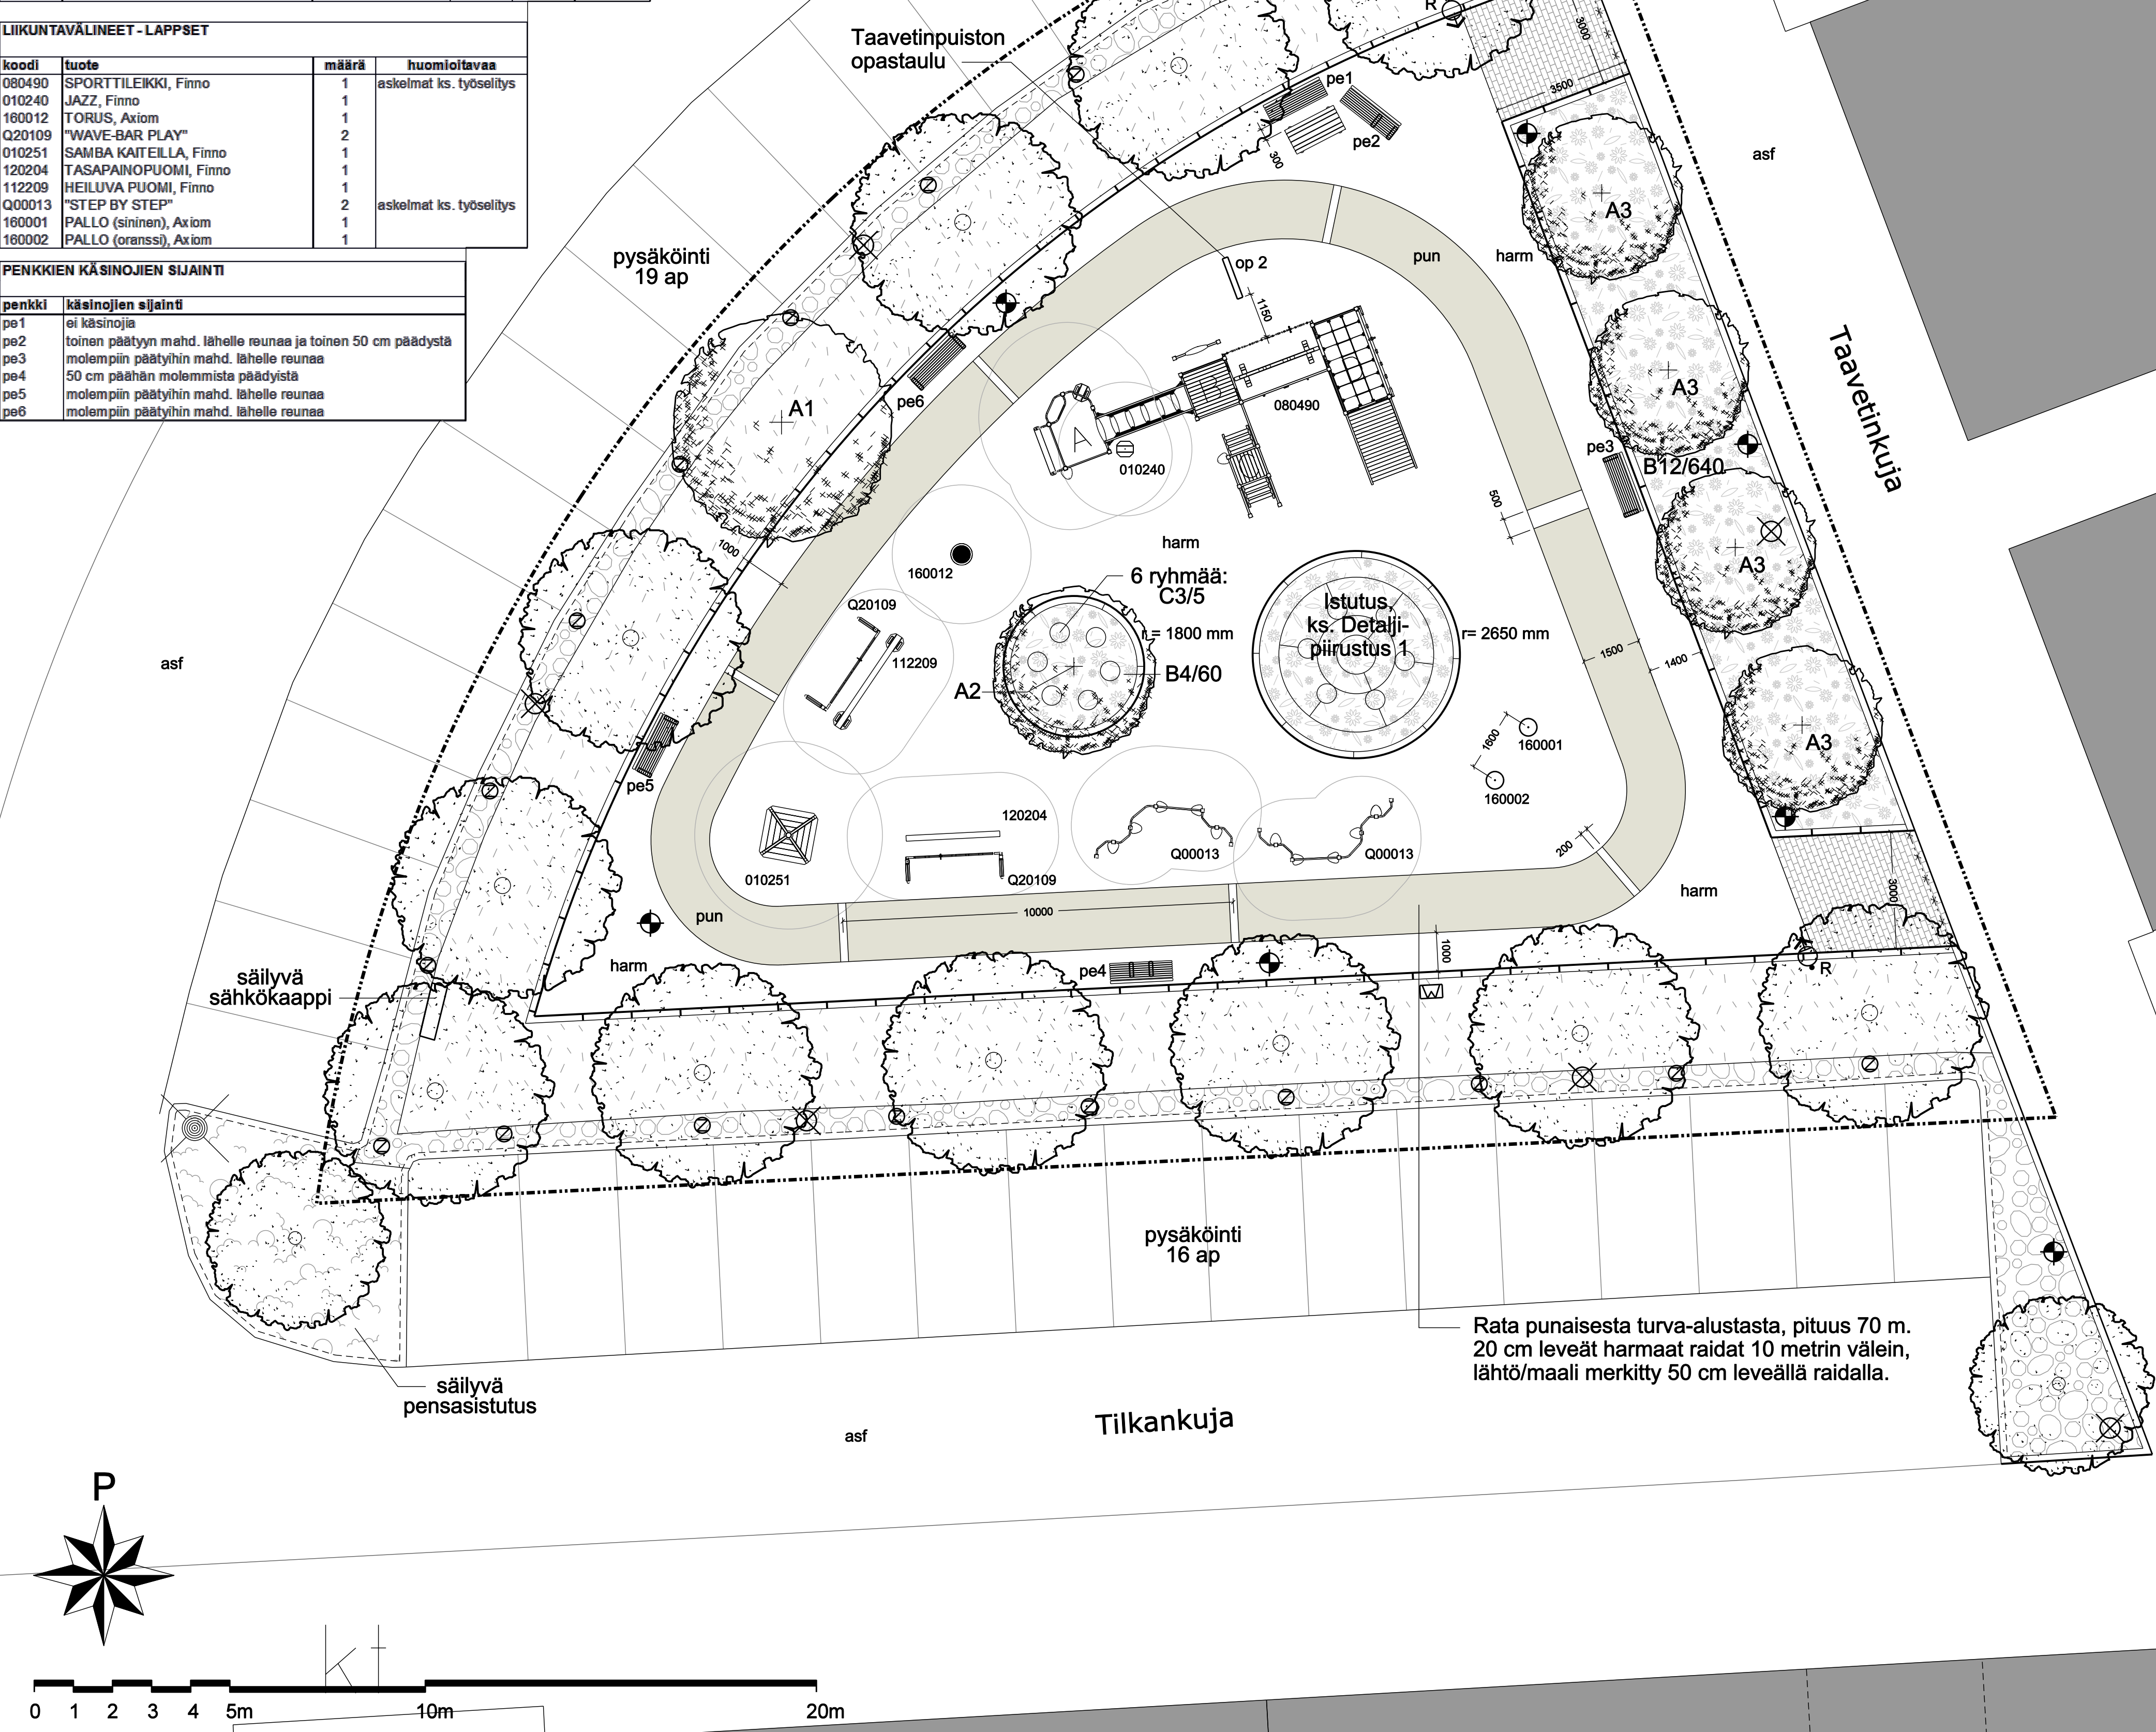 LIIKUNTAVÄLINEET - LAPPSET
koodi tuote määrä huomioitavaa
080490 SPORTTILEIKKI, Finno 1 askelmat ks. työselitys
010240 JAZZ, Finno 1
160012 TORUS, Axiom 1
Q20109 "WAVE-BAR PLAY" 2
010251 SAMBA KAITEILLA, Finno 1
120204 TASAPAINOPUOMI, Finno 1
112209 HEILUVA PUOMI, Finno 1
Q00013 "STEP BY STEP" 2 askelmat ks. työselitys
160001 PALLO (sininen), Axiom 1
160002 PALLO (oranssi), Axiom 1
PENKKIEN KÄSINOJIEN SIJAINTI
penkki käsinojien sijainti
pe1 ei käsinojia
pe2 toinen päätyyn mahd. lähelle reunaa ja toinen 50 cm päädystä
pe3 molempiin päätyihin mahd. lähelle reunaa
pe4 50 cm päähän molemmista päädyistä
pe5 molempiin päätyihin mahd. lähelle reunaa
pe6 molempiin päätyihin mahd. lähelle reunaa
Taavetinpuiston
opastaulu
R
3000
3500
pe1
pe2
300
asf
A3
pysäköinti
19 ap
op 2
pun
harm
1150
A3
Taavetinkuja
A1
pe6
080490
A
B
010240
pe3
B12/640
500
1000
harm
A3
160012
6 ryhmää:
C3/5
Q20109
r = 1800 mm
Istutus,
ks. Detalji-
piirustus 1
r= 2650 mm
asf
112209
A2
B4/60
1500
1400
1600
160001
A3
pe5
160002
120204
Q00013
Q00013
200
010251
Q20109
3000
harm
pun
10000
1000
harm
pe4
R
säilyvä
sähkökaappi
pysäköinti
16 ap
Rata punaisesta turva-alustasta, pituus 70 m.
20 cm leveät harmaat raidat 10 metrin välein,
lähtö/maali merkitty 50 cm leveällä raidalla.
säilyvä
pensasistutus
Tilkankuja
asf
P
Kt
0 1 2 3 4 5m 10m 20m